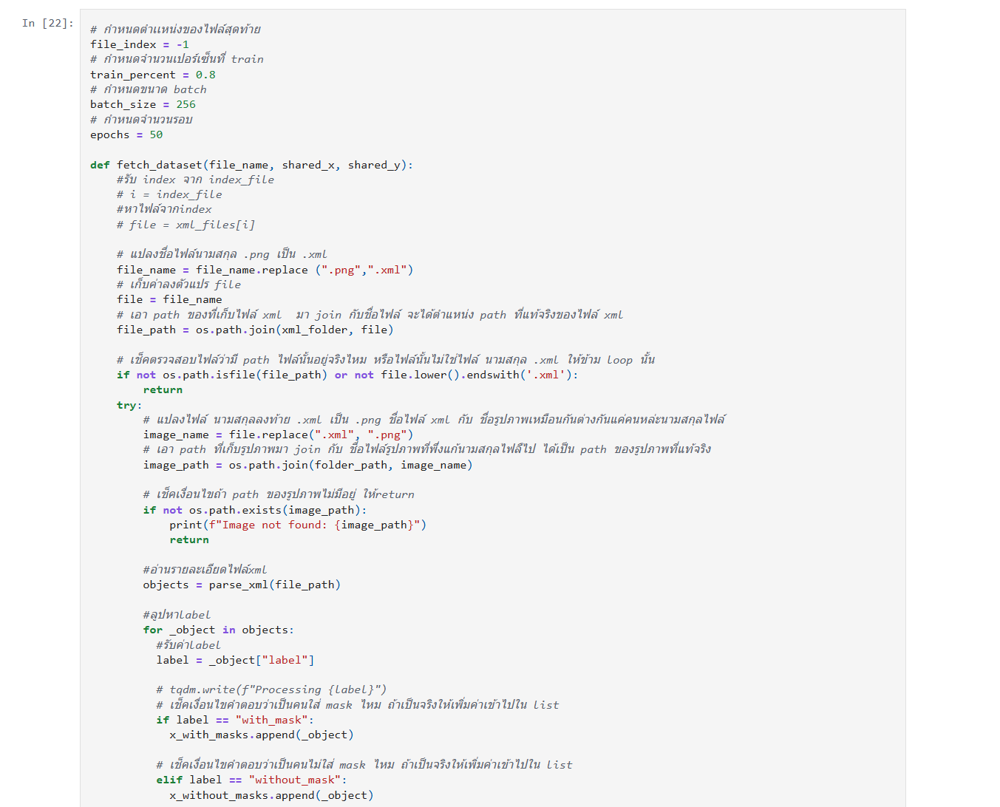 In [22]:
# กำหนดตำแหน่งของไฟล์สุดท้าย
file_index = -1
# กำหนดจำนวนเปอร์เซ็นที่ train
train_percent = 0.8
# กำหนดขนาด batch
batch_size = 256
# กำหนดจำนวนรอบ
epochs = 50

def fetch_dataset(file_name, shared_x, shared_y):
    #รับ index จาก index_file
    # i = index_file
    #หาไฟล์จากindex
    # file = xml_files[i]

    # แปลงชื่อไฟล์นามสกุล .png เป็น .xml
    file_name = file_name.replace (".png",".xml")
    # เก็บค่าลงตัวแปร file
    file = file_name
    # เอา path ของที่เก็บไฟล์ xml  มา join กับชื่อไฟล์ จะได้ตำแหน่ง path ที่แท้จริงของไฟล์ xml
    file_path = os.path.join(xml_folder, file)

    # เช็คตรวจสอบไฟล์ว่ามี path ไฟล์นั้นอยู่จริงไหม หรือไฟล์นั้นไม่ใช่ไฟล์ นามสกุล .xml ให้ข้าม loop นั้น
    if not os.path.isfile(file_path) or not file.lower().endswith('.xml'):
        return
    try:
        # แปลงไฟล์ นามสกุลลงท้าย .xml เป็น .png ชื่อไฟล์ xml กับ ชื่อรูปภาพเหมือนกันต่างกันแค่คนหล่ะนามสกุลไฟล์
        image_name = file.replace(".xml", ".png")
        # เอา path ที่เก็บรูปภาพมา join กับ ชื่อไฟล์รูปภาพที่พึ่งแก้นามสกุลไฟลืไป ได้เป็น path ของรูปภาพที่แท้จริง
        image_path = os.path.join(folder_path, image_name)

        # เช็คเงื่อนไขถ้า path ของรูปภาพไม่มีอยู่ ให้return
        if not os.path.exists(image_path):
            print(f"Image not found: {image_path}")
            return

        #อ่านรายละเอียดไฟล์xml
        objects = parse_xml(file_path)

        #ลูปหาlabel
        for _object in objects:
          #รับค่าlabel
          label = _object["label"]

          # tqdm.write(f"Processing {label}")
          # เช็คเงื่อนไขคำตอบว่าเป็นคนใส่ mask ไหม ถ้าเป็นจริงให้เพิ่มค่าเข้าไปใน list
          if label == "with_mask":
            x_with_masks.append(_object)

          # เช็คเงื่อนไขคำตอบว่าเป็นคนไม่ใส่ mask ไหม ถ้าเป็นจริงให้เพิ่มค่าเข้าไปใน list
          elif label == "without_mask":
            x_without_masks.append(_object)